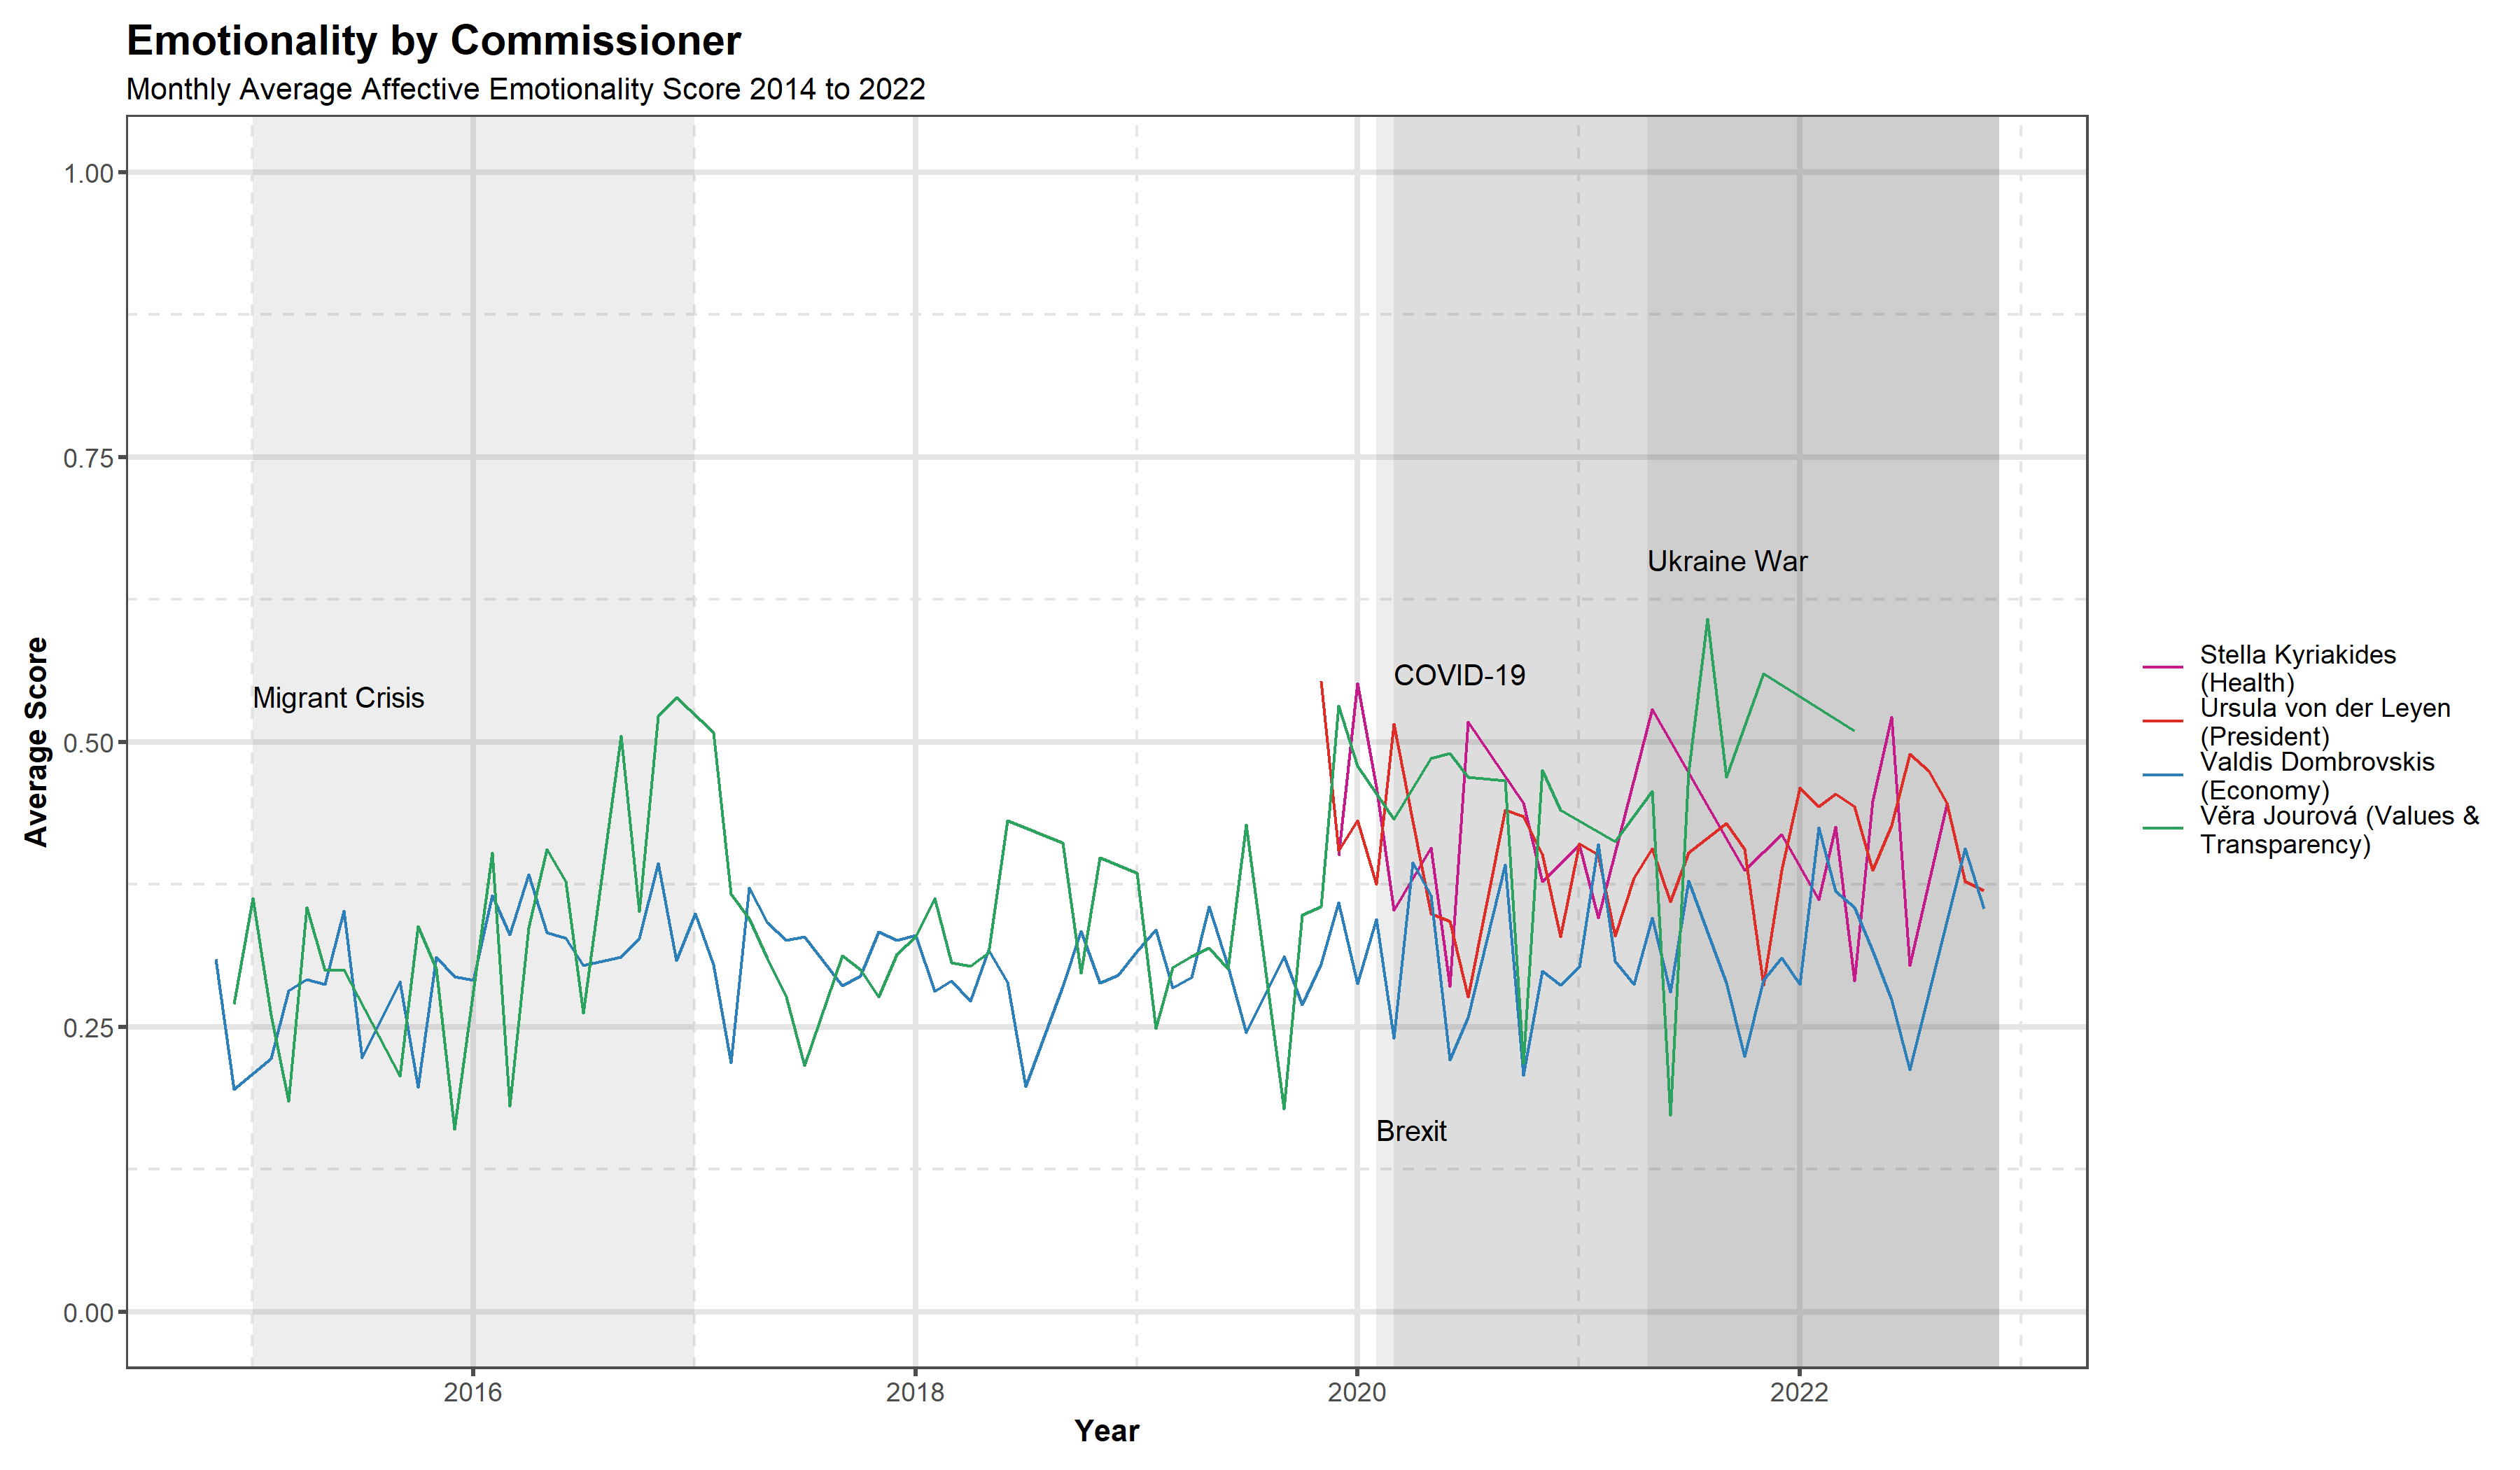 Emotionality by Commissioner
Monthly Average Affective Emotionality Score 2014 to 2022
1.00
0.75
0.50
0.25
0.00
Average Score
Migrant Crisis
COVID-19
Ukraine War
Brexit
2016
2018
2020
2022
Year
Stella Kyriakides
(Health)
Ursula von der Leyen
(President)
Valdis Dombrovskis
(Economy)
Věra Jourová (Values &
Transparency)